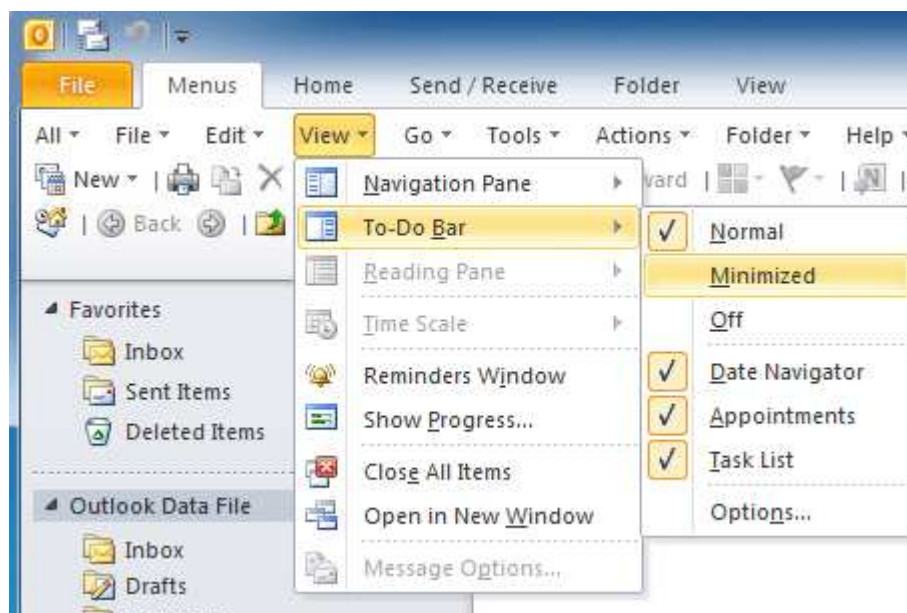 File Menus Home Send / Receive Folder View
All File Edit View Go Tools Actions Folder Help
New
Navigation Pane
Back
To-Do Bar
Normal
Reading Pane
Minimized
Favorites
Time Scale
Off
Inbox
Reminders Window
Date Navigator
Sent Items
Show Progress...
Appointments
Deleted Items
Close All Items
Task List
Outlook Data File
Open in New Window
Options...
Inbox
Message Options...
Drafts